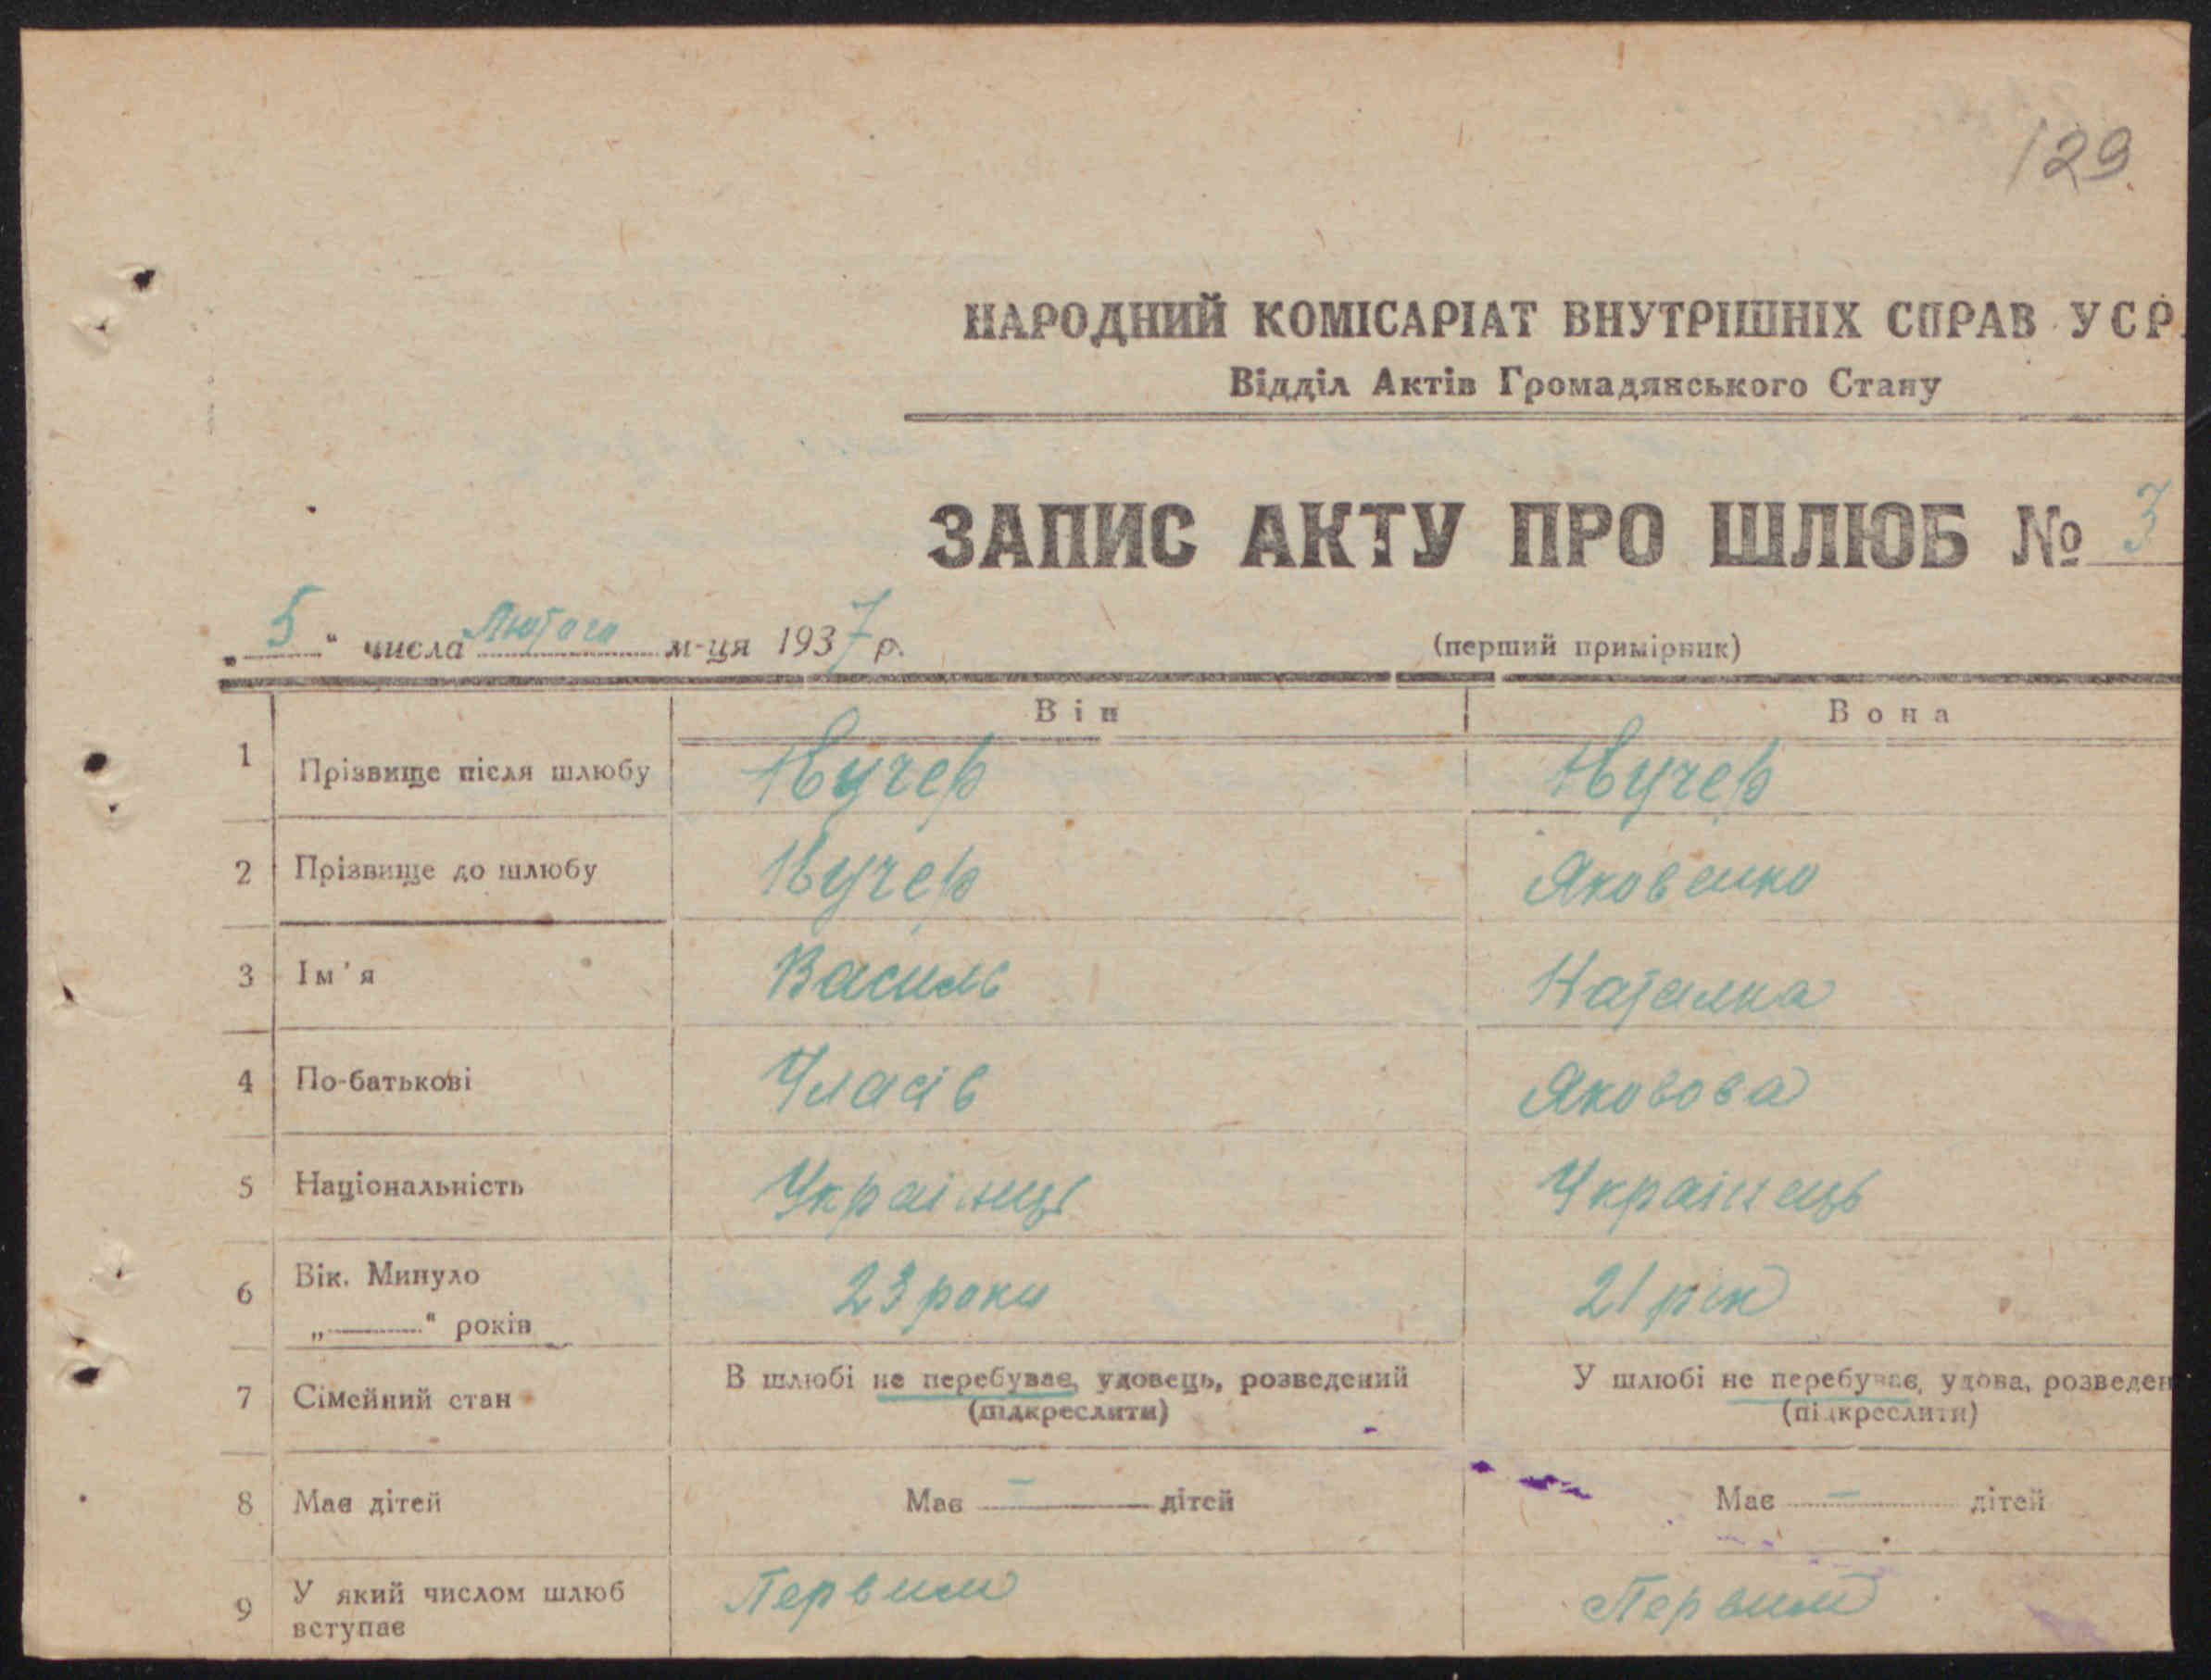 129.
НАРОДНИЙ КОМІСАРІАТ ВНУТРІШНІХ СПРАВ УСР
Відділ Актів Громадянського Стану
ЗАПИС АКТУ ПРО ШЛЮБ № 3
„5“ числа Лютого м-ця 1937 р. (перший примірник)
Він Вона
1 Прізвище після шлюбу Кучер Кучер
2 Прізвище до шлюбу Кучер Яковенко
3 Ім'я Василь Наталка
4 По-батькові Яковова
5 Національність Українец Українець
6 Вік. Минуло 23 роки 21 рік
„ “ років
7 Сімейний стан В шлюбі не перебуває, удовець, розведений У шлюбі не перебуває, удова, розведен
(підкреслити) (підкреслити)
8 Має дітей Має — дітей Має — дітей
9 У який числом шлюб вступає Первим Первим